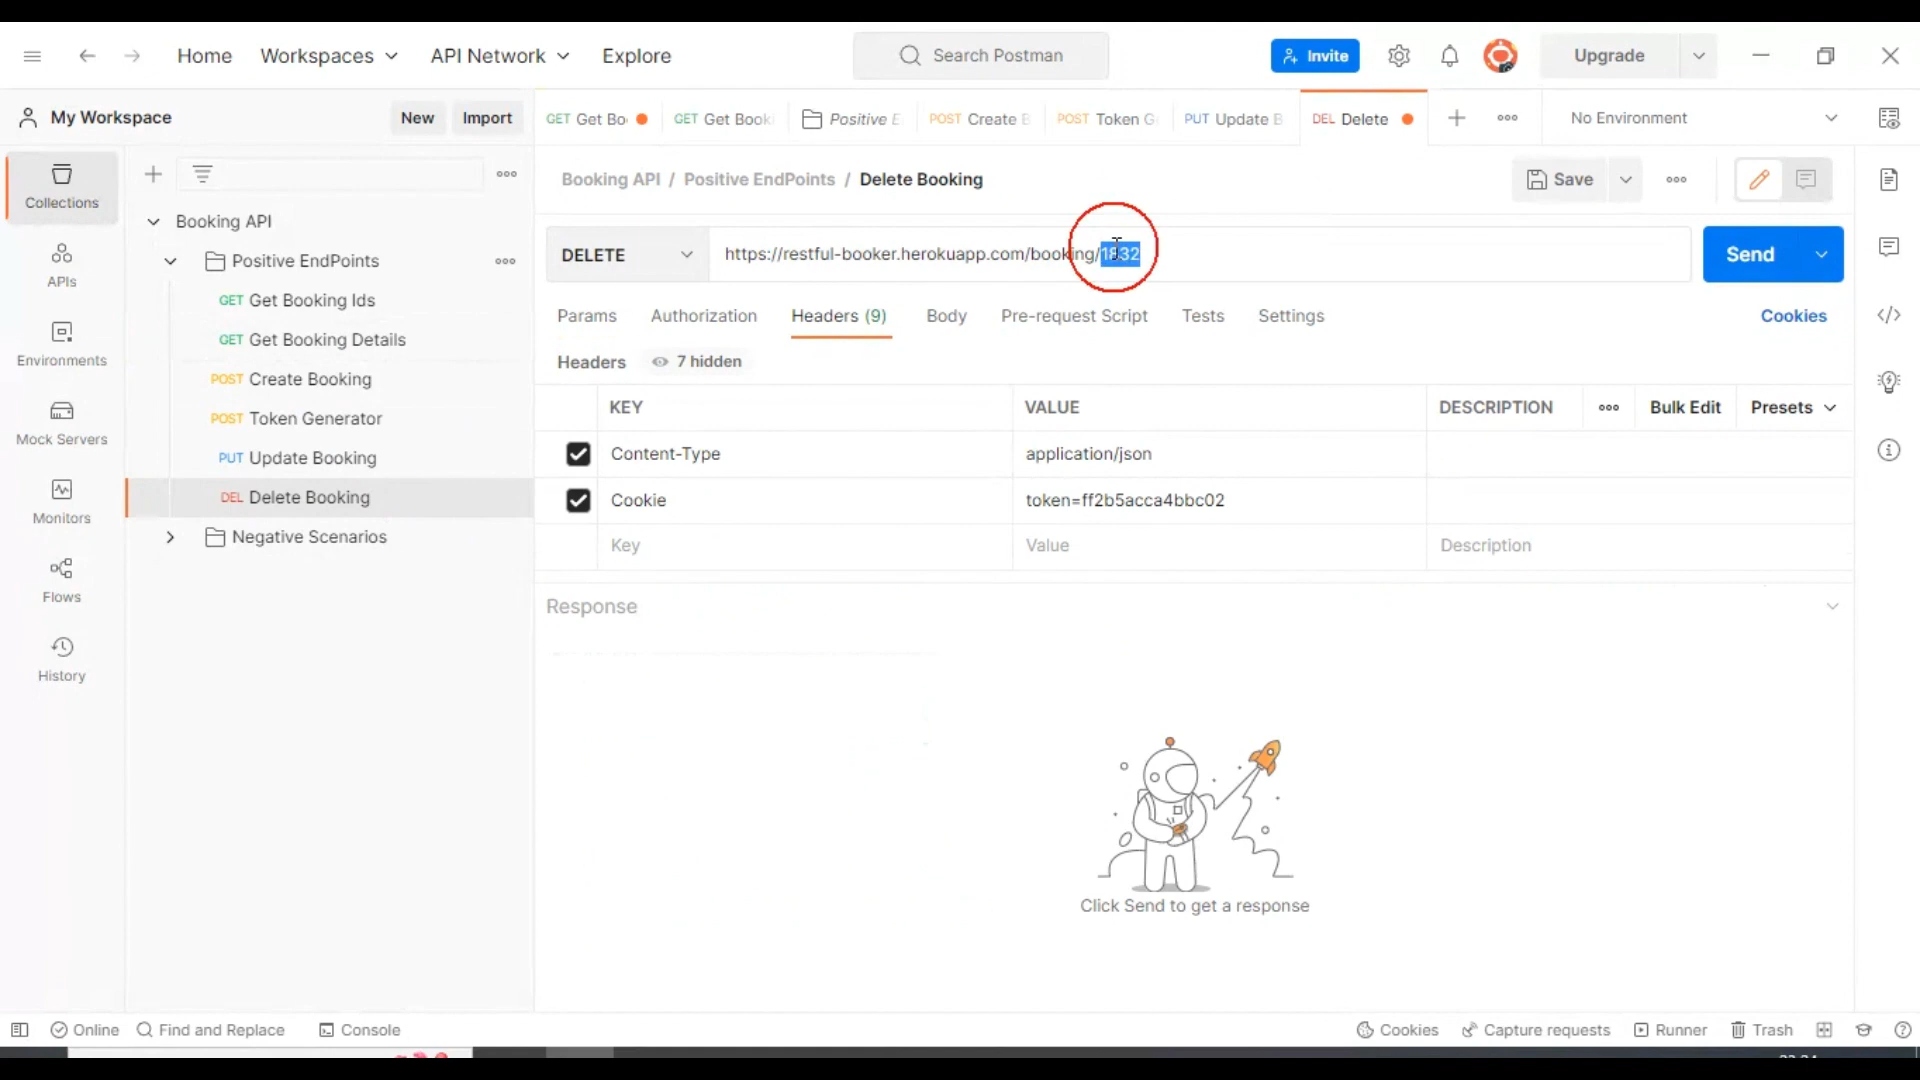 Home Workspaces API Network Explore Search Postman Invite Upgrade
My Workspace New Import GET Get Bo GET Get Book Positive E POST Create B POST Token G PUT Update B DEL Delete No Environment
Booking API / Positive EndPoints / Delete Booking Save
Collections
Booking API
DELETE https://restful-booker.herokuapp.com/booking/1832 Send
Positive EndPoints
APIs
GET Get Booking Ids
Params Authorization Headers (9) Body Pre-request Script Tests Settings Cookies
GET Get Booking Details
Environments
Headers 7 hidden
POST Create Booking
KEY VALUE DESCRIPTION Bulk Edit Presets
POST Token Generator
Mock Servers
PUT Update Booking
Content-Type application/json
DEL Delete Booking
Cookie token=ff2b5acca4bbc02
Monitors
Negative Scenarios
Key Value Description
Flows
Response
History
Click Send to get a response
Online Find and Replace Console Cookies Capture requests Runner Trash